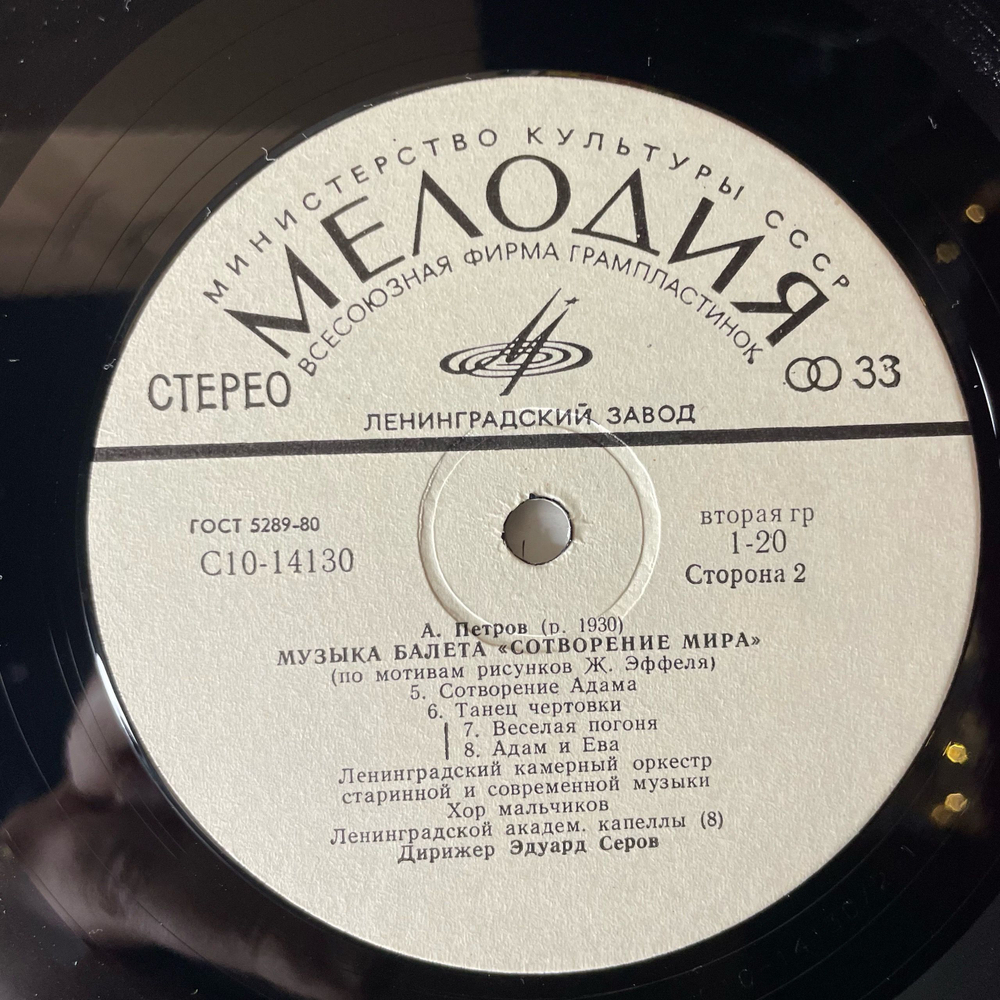 МИНИСТЕРСТВО КУЛЬТУРЫ СССР
МЕЛОДИЯ
ВСЕСОЮЗНАЯ ФИРМА ГРАМПЛАСТИНОК
СТЕРЕО
33
ЛЕНИНГРАДСКИЙ ЗАВОД
ГОСТ 5289-80
С10-14130
вторая гр
1-20
Сторона 2
А. Петров (р. 1930)
МУЗЫКА БАЛЕТА «СОТВОРЕНИЕ МИРА»
(по мотивам рисунков Ж. Эффеля)
5. Сотворение Адама
6. Танец чертовки
7. Веселая погоня
8. Адам и Ева
Ленинградский камерный оркестр
старинной и современной музыки
Хор мальчиков
Ленинградской академ. капеллы (8)
Дирижер Эдуард Серов